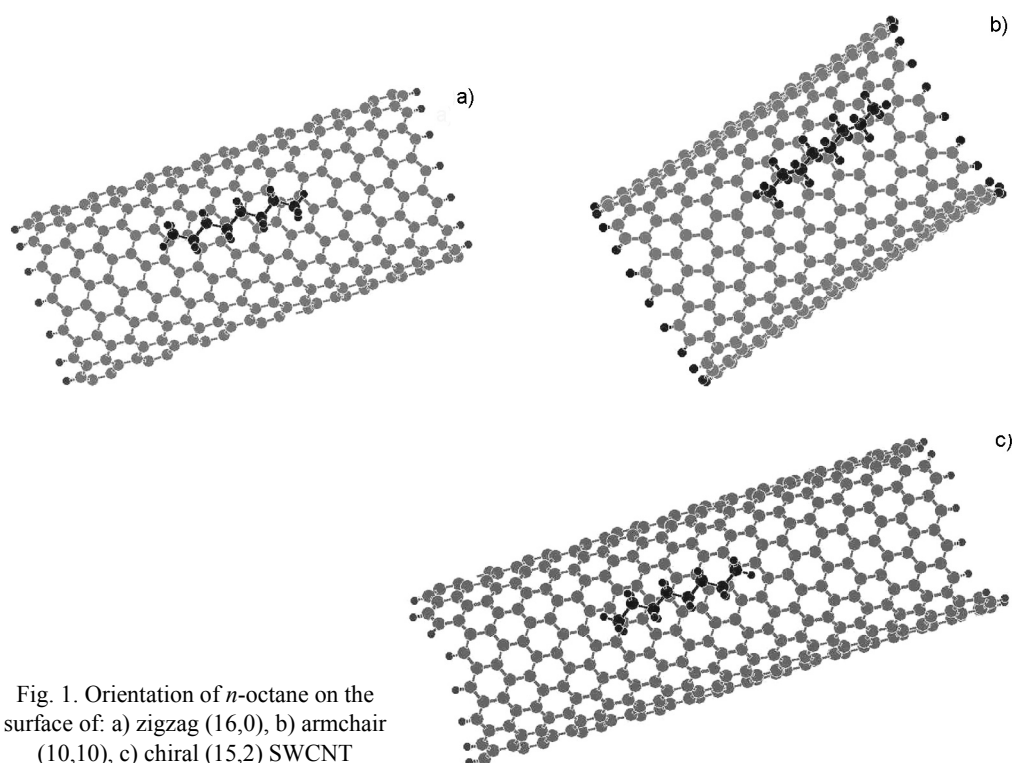 a)
b)
c)
Fig. 1. Orientation of n-octane on the
surface of: a) zigzag (16,0), b) armchair
(10,10), c) chiral (15,2) SWCNT